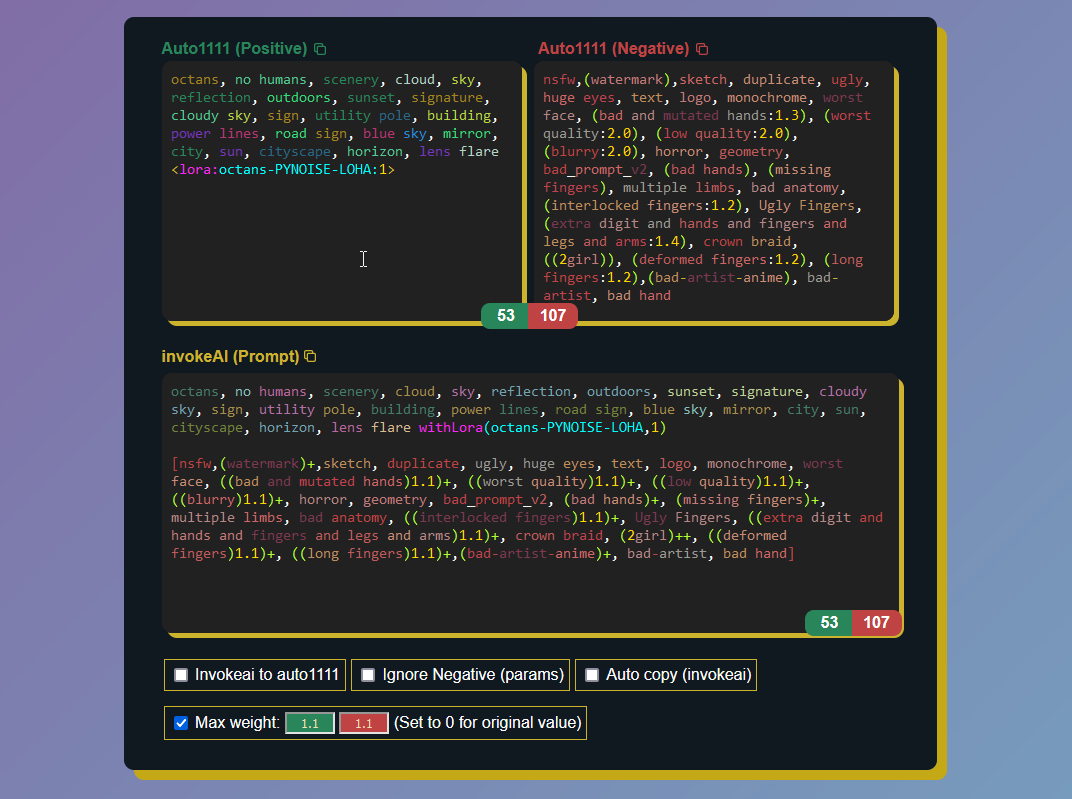 Auto1111 (Positive)
octans, no humans, scenery, cloud, sky,
reflection, outdoors, sunset, signature,
cloudy sky, sign, utility pole, building,
power lines, road sign, blue sky, mirror,
city, sun, cityscape, horizon, lens flare
<lora:octans-PYNOISE-LOHA:1>
Auto1111 (Negative)
nsfw,(watermark),sketch, duplicate, ugly,
huge eyes, text, logo, monochrome, worst
face, (bad and mutated hands:1.3), (worst
quality:2.0), (low quality:2.0),
(blurry:2.0), horror, geometry,
bad_prompt_v2, (bad hands), (missing
fingers), multiple limbs, bad anatomy,
(interlocked fingers:1.2), Ugly Fingers,
(extra digit and hands and fingers and
legs and arms:1.4), crown braid,
((2girl)), (deformed fingers:1.2), (long
fingers:1.2),(bad-artist-anime), bad-
artist, bad hand
53 107
invokeAI (Prompt)
octans, no humans, scenery, cloud, sky, reflection, outdoors, sunset, signature, cloudy
sky, sign, utility pole, building, power lines, road sign, blue sky, mirror, city, sun,
cityscape, horizon, lens flare withLora(octans-PYNOISE-LOHA,1)
[nsfw,(watermark)+,sketch, duplicate, ugly, huge eyes, text, logo, monochrome, worst
face, ((bad and mutated hands)1.1)+, ((worst quality)1.1)+, ((low quality)1.1)+,
((blurry)1.1)+, horror, geometry, bad_prompt_v2, (bad hands)+, (missing fingers)+,
multiple limbs, bad anatomy, ((interlocked fingers)1.1)+, Ugly Fingers, ((extra digit and
hands and fingers and legs and arms)1.1)+, crown braid, (2girl)++, ((deformed
fingers)1.1)+, ((long fingers)1.1)+,(bad-artist-anime)+, bad-artist, bad hand]
53 107
Invokeai to auto1111
Ignore Negative (params)
Auto copy (invokeai)
Max weight: 1.1 1.1 (Set to 0 for original value)